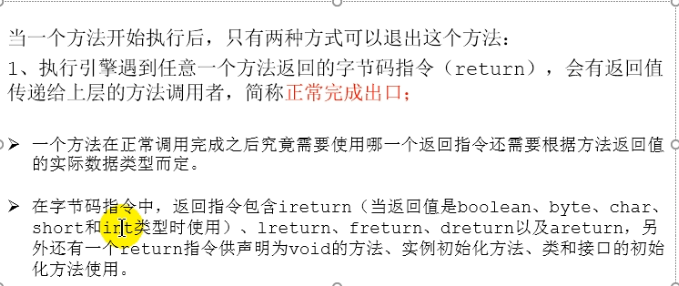 当一个方法开始执行后，只有两种方式可以退出这个方法：
1、执行引擎遇到任意一个方法返回的字节码指令（return），会有返回值
传递给上层的方法调用者，简称正常完成出口；
➢ 一个方法在正常调用完成之后究竟需要使用哪一个返回指令还需要根据方法返回值
的实际数据类型而定。
➢ 在字节码指令中，返回指令包含ireturn（当返回值是boolean、byte、char、
short和int类型时使用）、lreturn、freturn、dreturn以及areturn，另
外还有一个return指令供声明为void的方法、实例初始化方法、类和接口的初始
化方法使用。